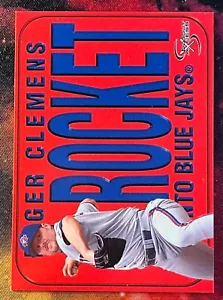 GER CLEMENS
ROCKET
TO BLUE JAYS®